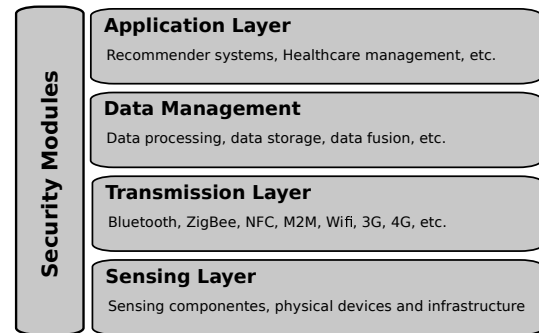 Security Modules
Application Layer
Recommender systems, Healthcare management, etc.
Data Management
Data processing, data storage, data fusion, etc.
Transmission Layer
Bluetooth, ZigBee, NFC, M2M, Wifi, 3G, 4G, etc.
Sensing Layer
Sensing componentes, physical devices and infrastructure